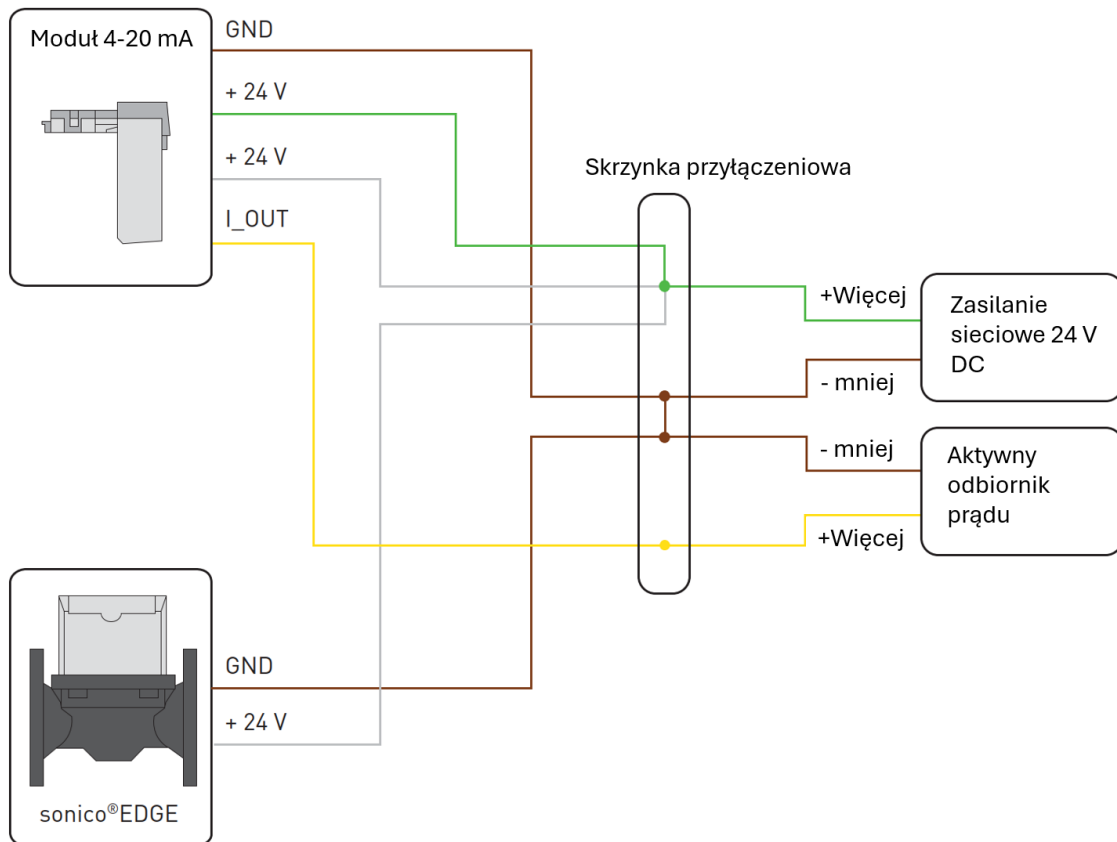 Moduł 4-20 mA
GND
+ 24 V
+ 24 V
I_OUT
Skrzynka przyłączeniowa
+Więcej
- mniej
Zasilanie
sieciowe 24 V
DC
- mniej
+Więcej
Aktywny
odbiornik
prądu
GND
+ 24 V
sonico®EDGE